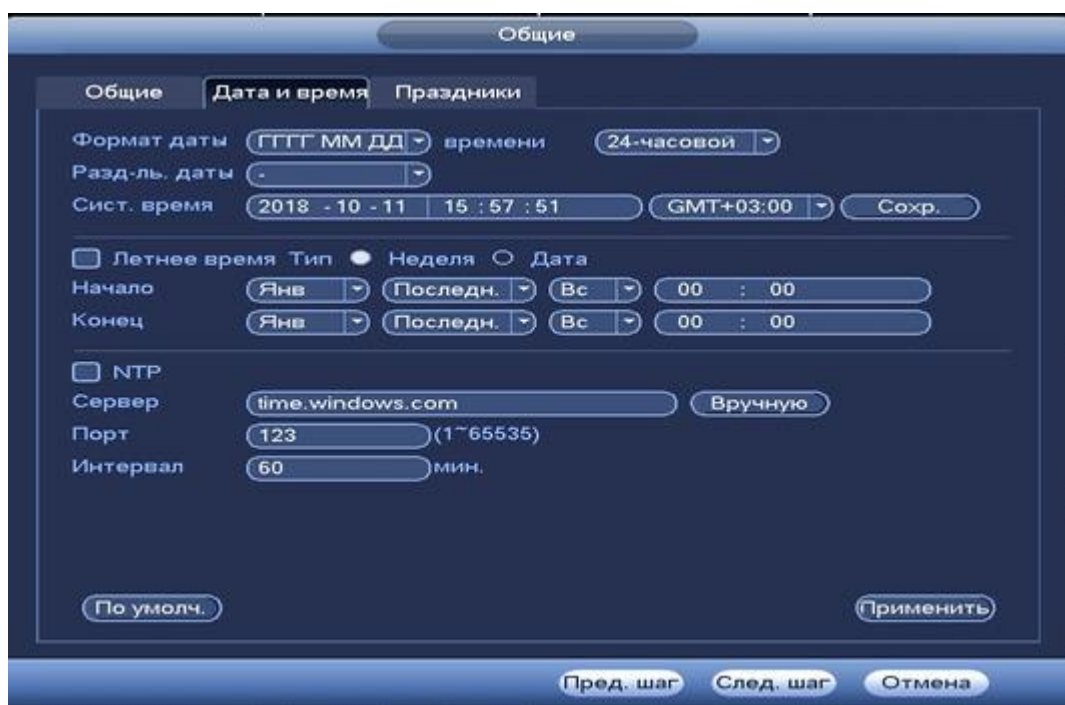 Общие
Общие Дата и время Праздники
Формат даты ГГГГ ММ ДД времени 24-часовой
Разд-ль. даты -
Сист. время 2018 - 10 - 11 15 : 57 : 51 GMT+03:00 Сохр.
Летнее время Тип Неделя Дата
Начало Янв Последн. Вс 00 : 00
Конец Янв Последн. Вс 00 : 00
NTP
Сервер time.windows.com Вручную
Порт 123 (1~65535)
Интервал 60 мин.
По умолч. Применить
Пред. шаг След. шаг Отмена